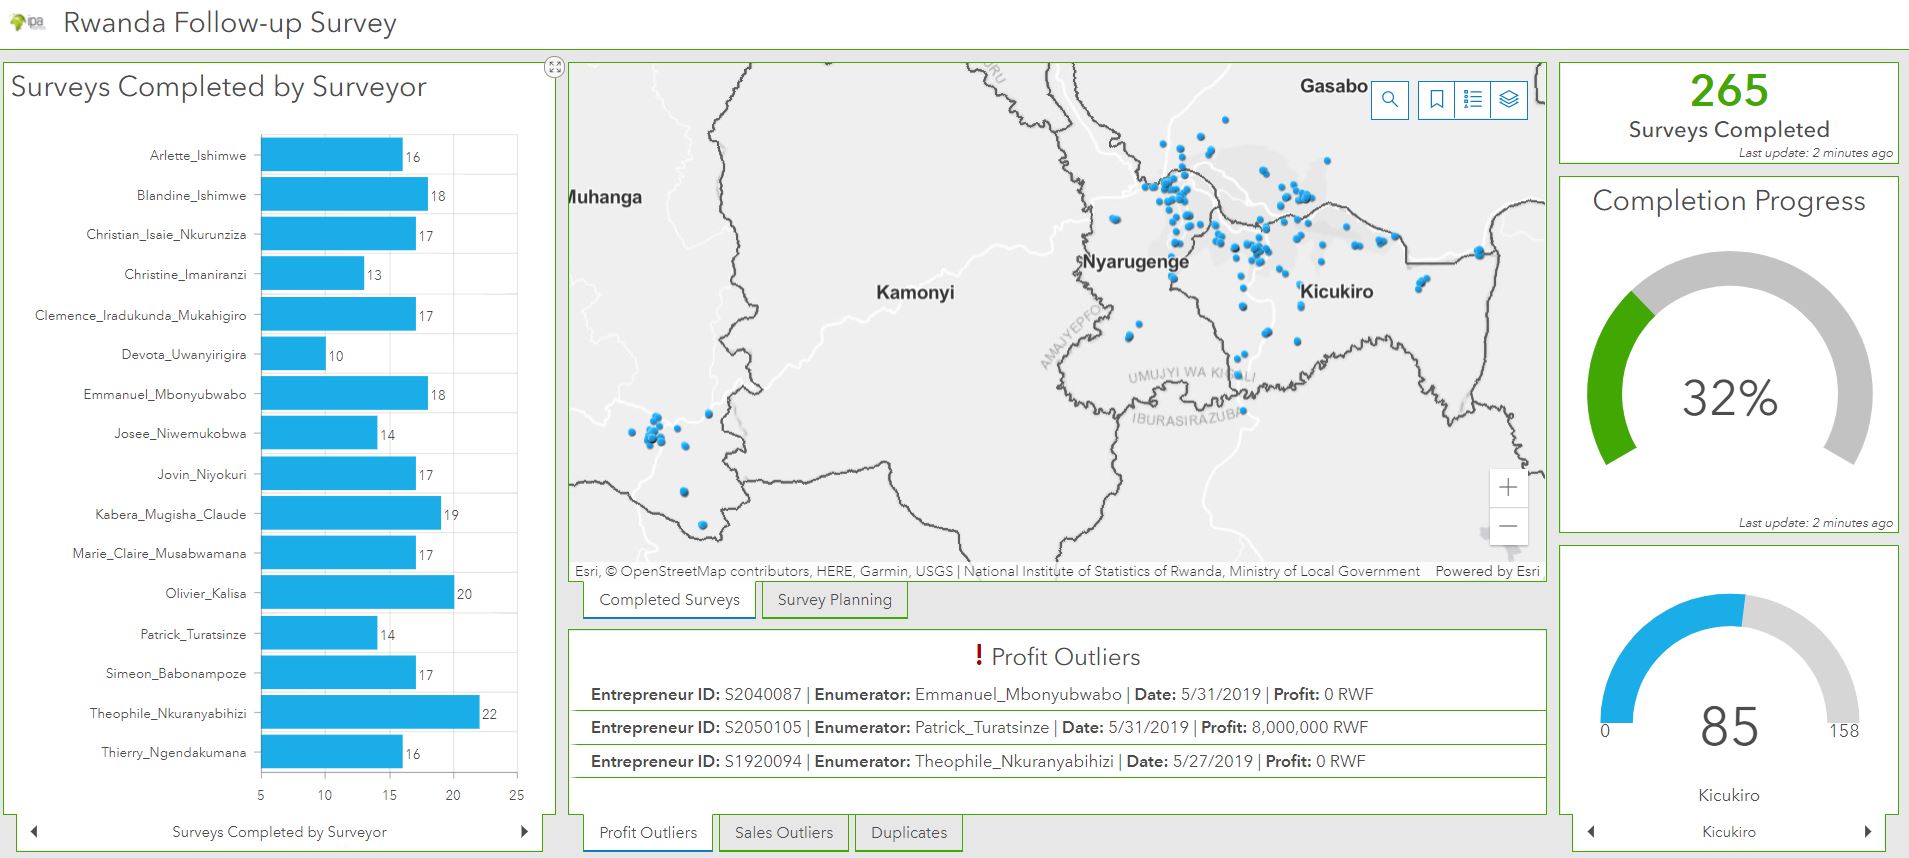 ipa
Rwanda Follow-up Survey
Surveys Completed by Surveyor
Arlette_Ishimwe 16
Blandine_Ishimwe 18
Christian_Isaie_Nkurunziza 17
Christine_Imaniranzi 13
Clemence_Iradukunda_Mukahigiro 17
Devota_Uwanyirigira 10
Emmanuel_Mbonyubwabo 18
Josee_Niwemukobwa 14
Jovin_Niyokuri 17
Kabera_Mugisha_Claude 19
Marie_Claire_Musabwamana 17
Olivier_Kalisa 20
Patrick_Turatsinze 14
Simeon_Babonampoze 17
Theophile_Nkuranyabihizi 22
Thierry_Ngendakumana 16
5 10 15 20 25
Surveys Completed by Surveyor
Gasabo
Muhanga
Nyarugenge
Kamonyi
Kicukiro
UMUJYI WA KIGALI
IBURASIRAZUBA
Esri, © OpenStreetMap contributors, HERE, Garmin, USGS | National Institute of Statistics of Rwanda, Ministry of Local Government Powered by Esri
Completed Surveys Survey Planning
! Profit Outliers
Entrepreneur ID: S2040087 | Enumerator: Emmanuel_Mbonyubwabo | Date: 5/31/2019 | Profit: 0 RWF
Entrepreneur ID: S2050105 | Enumerator: Patrick_Turatsinze | Date: 5/31/2019 | Profit: 8,000,000 RWF
Entrepreneur ID: S1920094 | Enumerator: Theophile_Nkuranyabihizi | Date: 5/27/2019 | Profit: 0 RWF
Profit Outliers Sales Outliers Duplicates
265
Surveys Completed
Last update: 2 minutes ago
Completion Progress
32%
Last update: 2 minutes ago
85
0 158
Kicukiro
Kicukiro